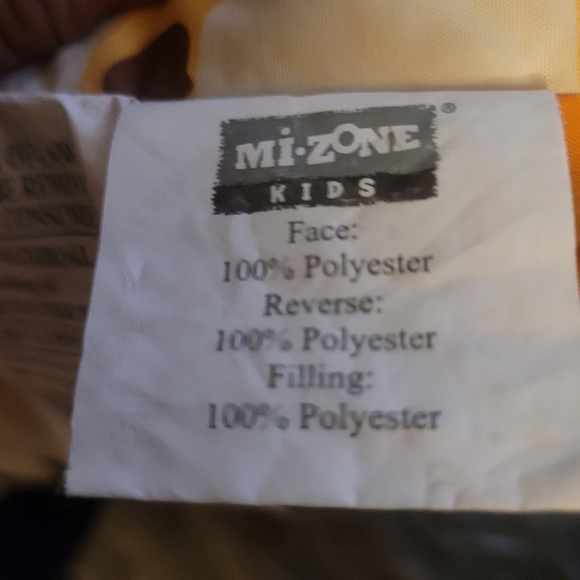 Mi·ZONE®
KIDS
Face:
100% Polyester
Reverse:
100% Polyester
Filling:
100% Polyester